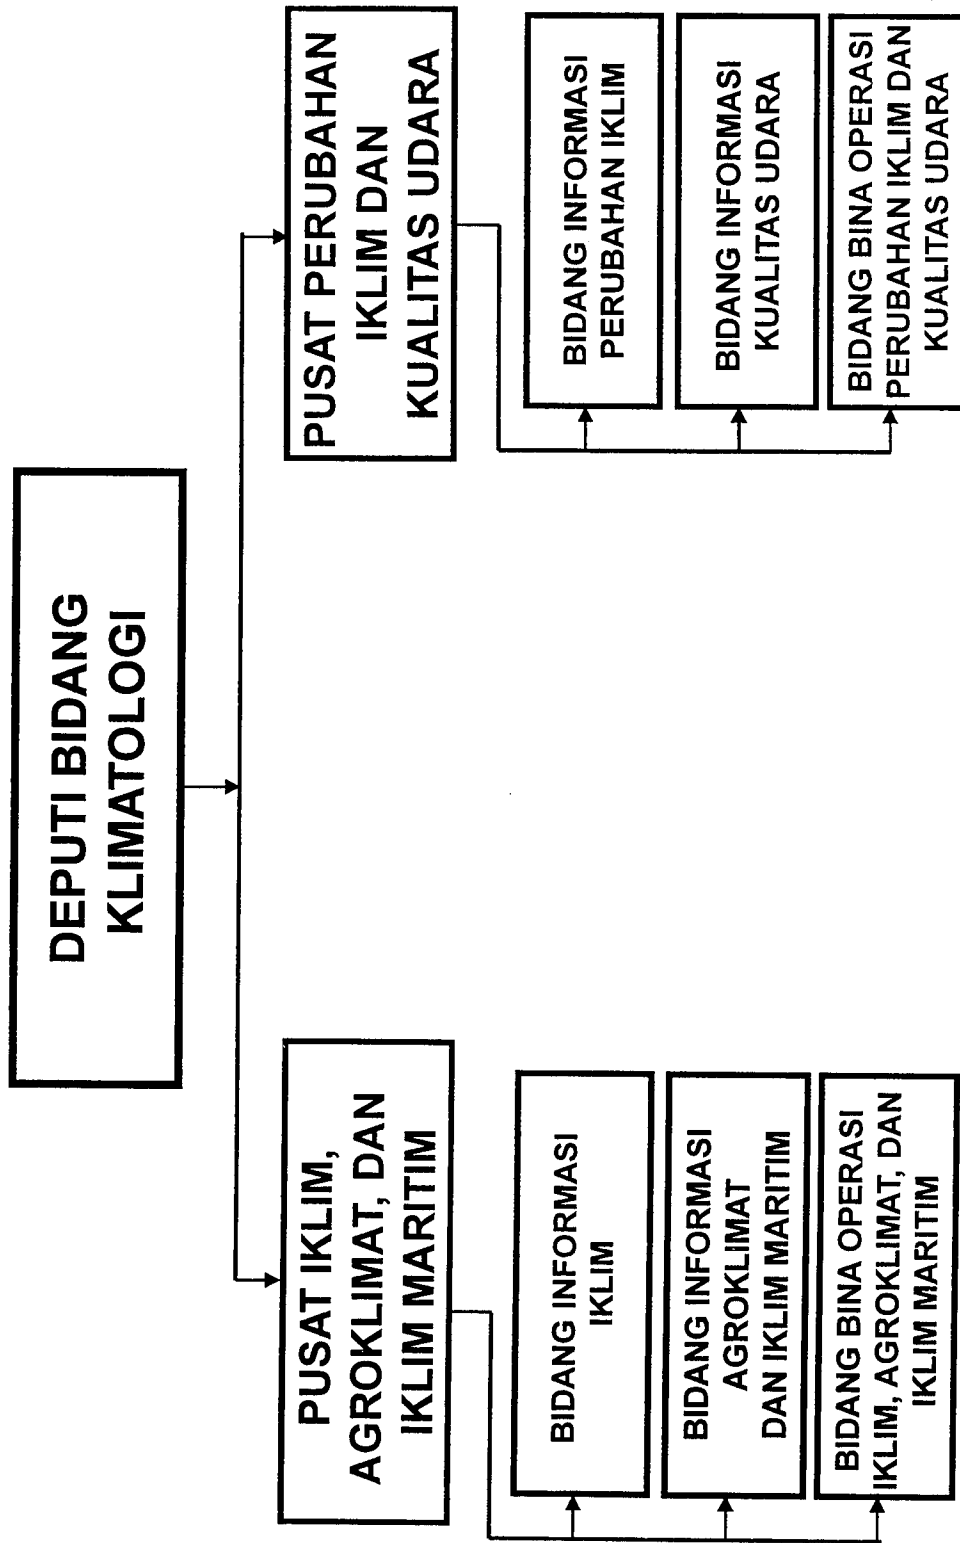 DEPUTI BIDANG
KLIMATOLOGI
PUSAT IKLIM,
AGROKLIMAT, DAN
IKLIM MARITIM
BIDANG INFORMASI
IKLIM
BIDANG INFORMASI
AGROKLIMAT
DAN IKLIM MARITIM
BIDANG BINA OPERASI
IKLIM, AGROKLIMAT, DAN
IKLIM MARITIM
PUSAT PERUBAHAN
IKLIM DAN
KUALITAS UDARA
BIDANG INFORMASI
PERUBAHAN IKLIM
BIDANG INFORMASI
KUALITAS UDARA
BIDANG BINA OPERASI
PERUBAHAN IKLIM DAN
KUALITAS UDARA